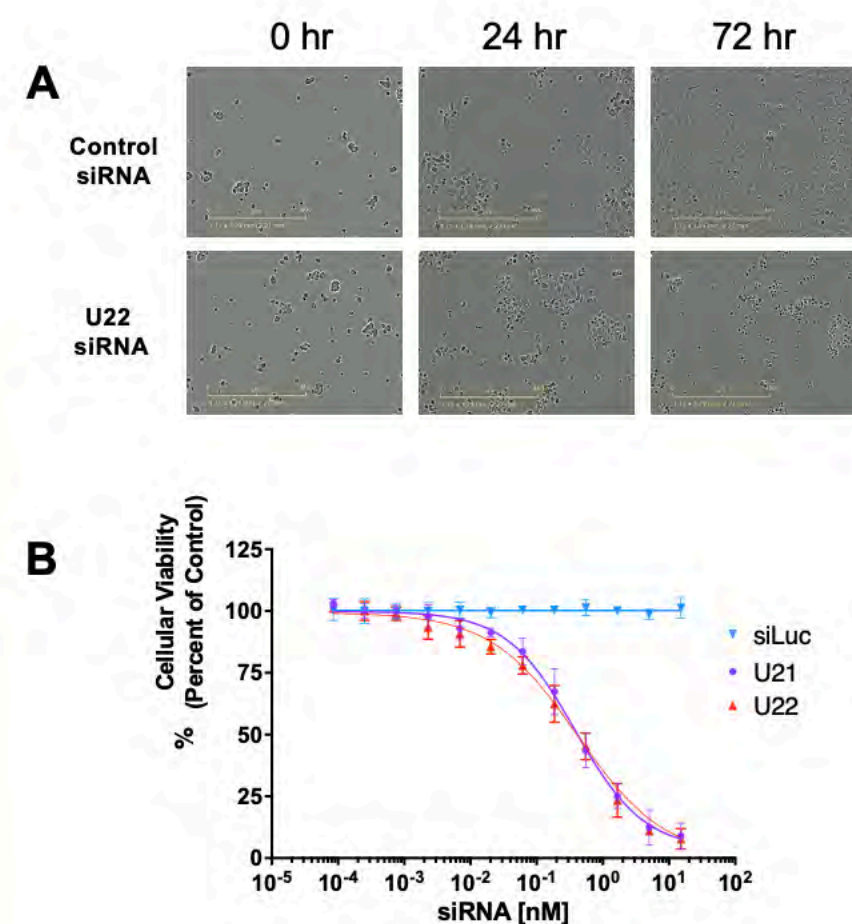 0 hr 24 hr 72 hr
A
Control
siRNA
U22
siRNA
B
Cellular Viability
% (Percent of Control)
125
100
75
50
25
0
10-5 10-4 10-3 10-2 10-1 100 101 102
siRNA [nM]
siLuc
U21
U22